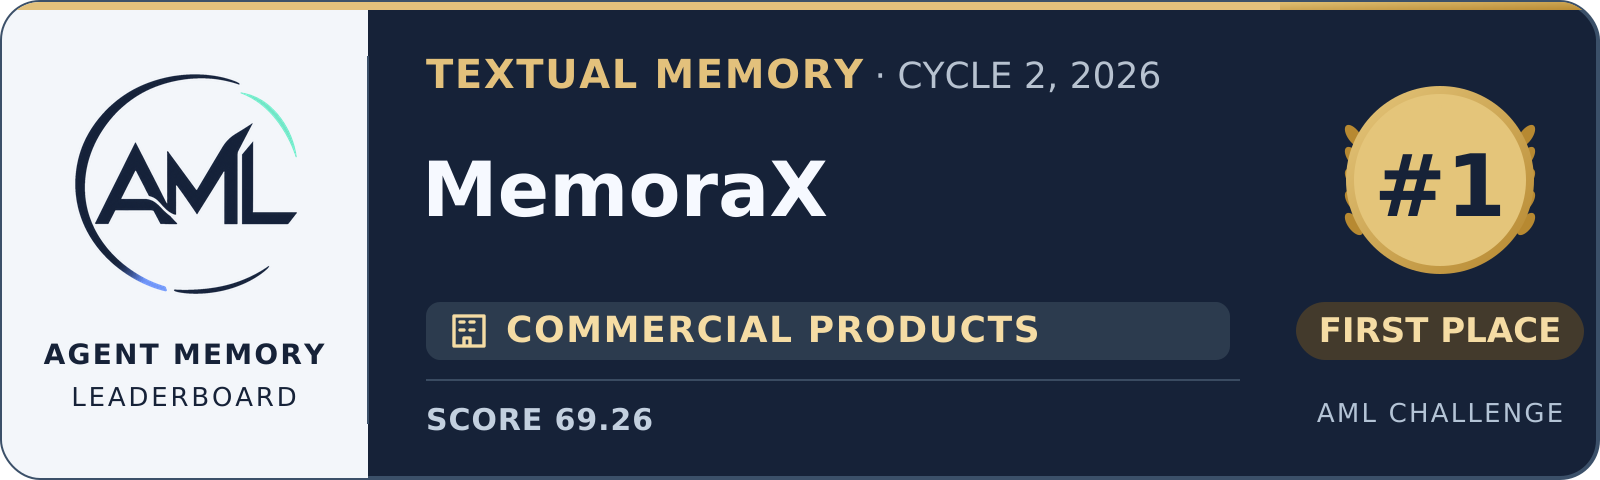 AML
AGENT MEMORY
LEADERBOARD
TEXTUAL MEMORY · CYCLE 2, 2026
MemoraX
COMMERCIAL PRODUCTS
SCORE 69.26
#1
FIRST PLACE
AML CHALLENGE